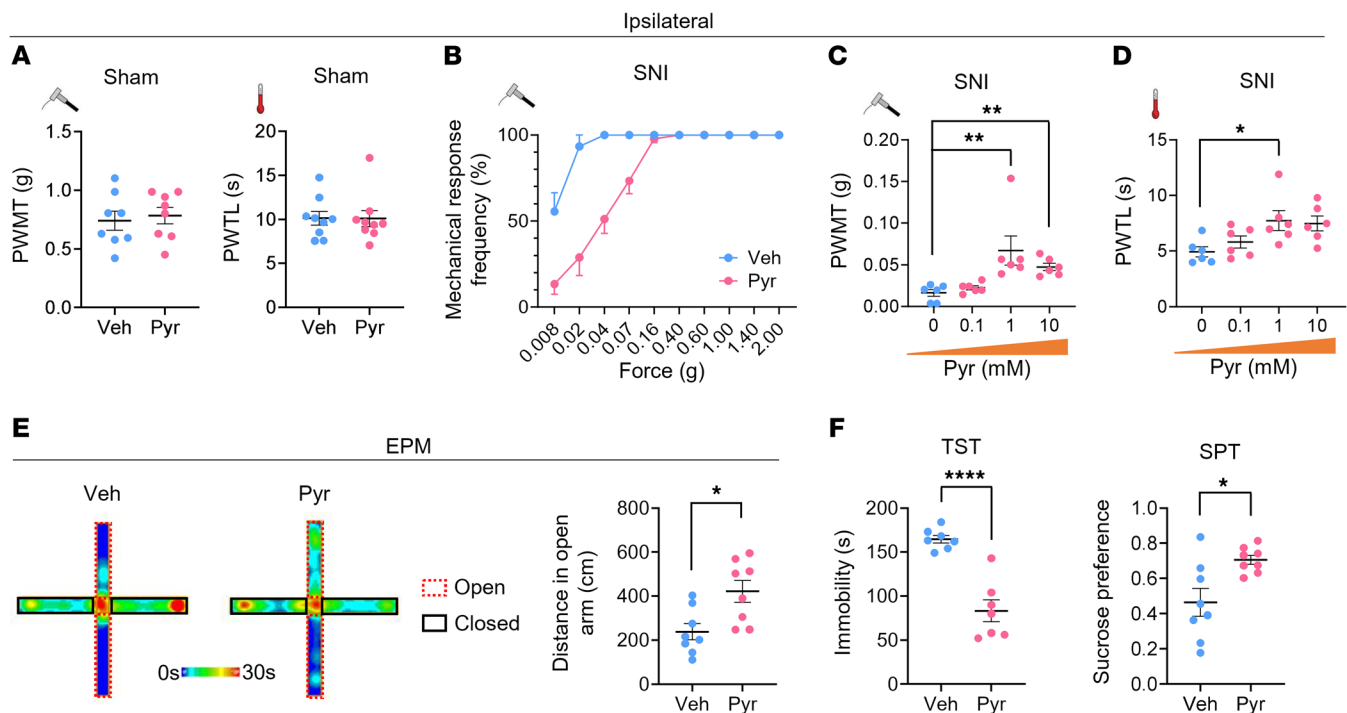 Ipsilateral
A
Sham
PWMT (g)
1.5
1.0
0.5
0.0
Veh Pyr
Sham
PWTL (s)
20
15
10
5
0
Veh Pyr
B
SNI
Mechanical response
frequency (%)
100
50
0
Veh
Pyr
0.008 0.02 0.04 0.07 0.16 0.40 0.60 1.00 1.40 2.00
Force (g)
C
SNI
**
**
PWMT (g)
0.20
0.15
0.10
0.05
0.00
0 0.1 1 10
Pyr (mM)
D
SNI
*
PWTL (s)
15
10
5
0
0 0.1 1 10
Pyr (mM)
E
EPM
Veh
Pyr
Open
Closed
0s 30s
*
Distance in open
arm (cm)
800
600
400
200
0
Veh Pyr
F
TST
****
Immobility (s)
200
150
100
50
0
Veh Pyr
SPT
*
Sucrose preference
1.0
0.8
0.6
0.4
0.2
0.0
Veh Pyr